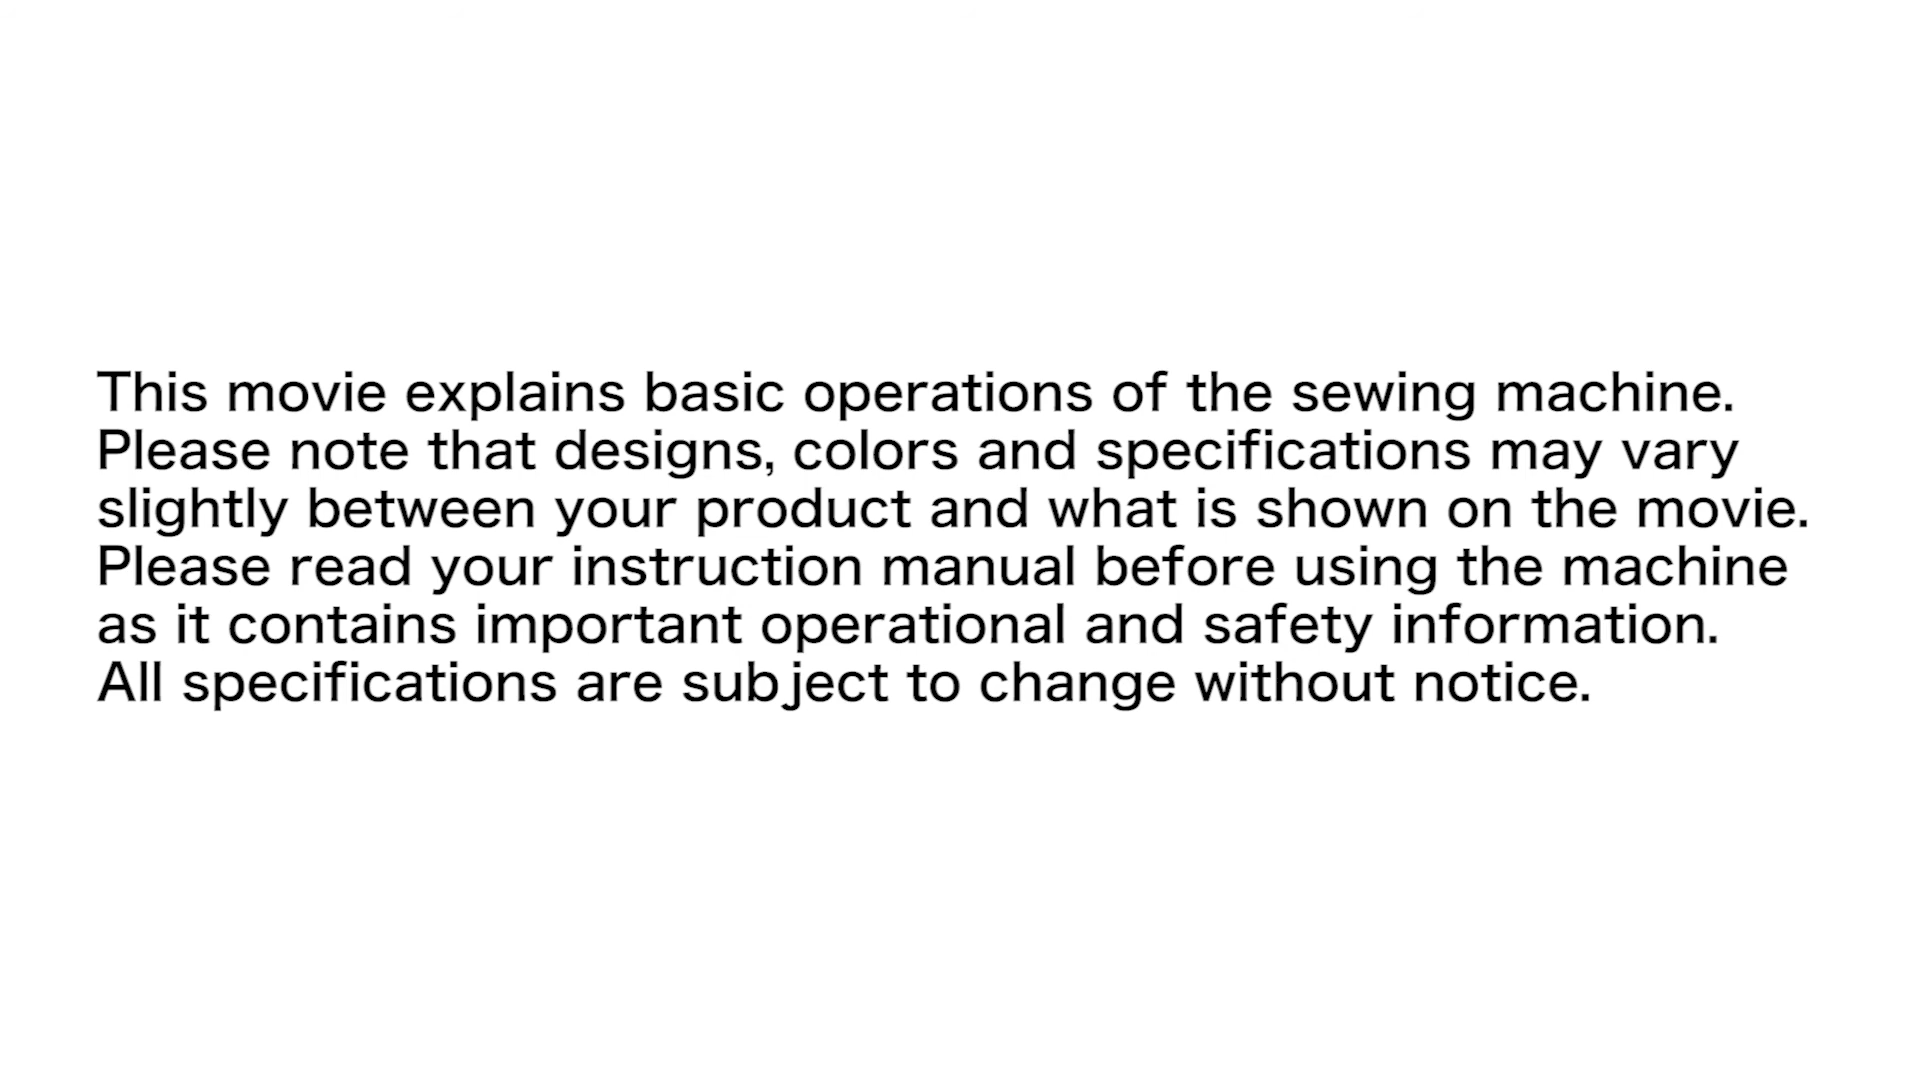 This movie explains basic operations of the sewing machine.
Please note that designs, colors and specifications may vary
slightly between your product and what is shown on the movie.
Please read your instruction manual before using the machine
as it contains important operational and safety information.
All specifications are subject to change without notice.